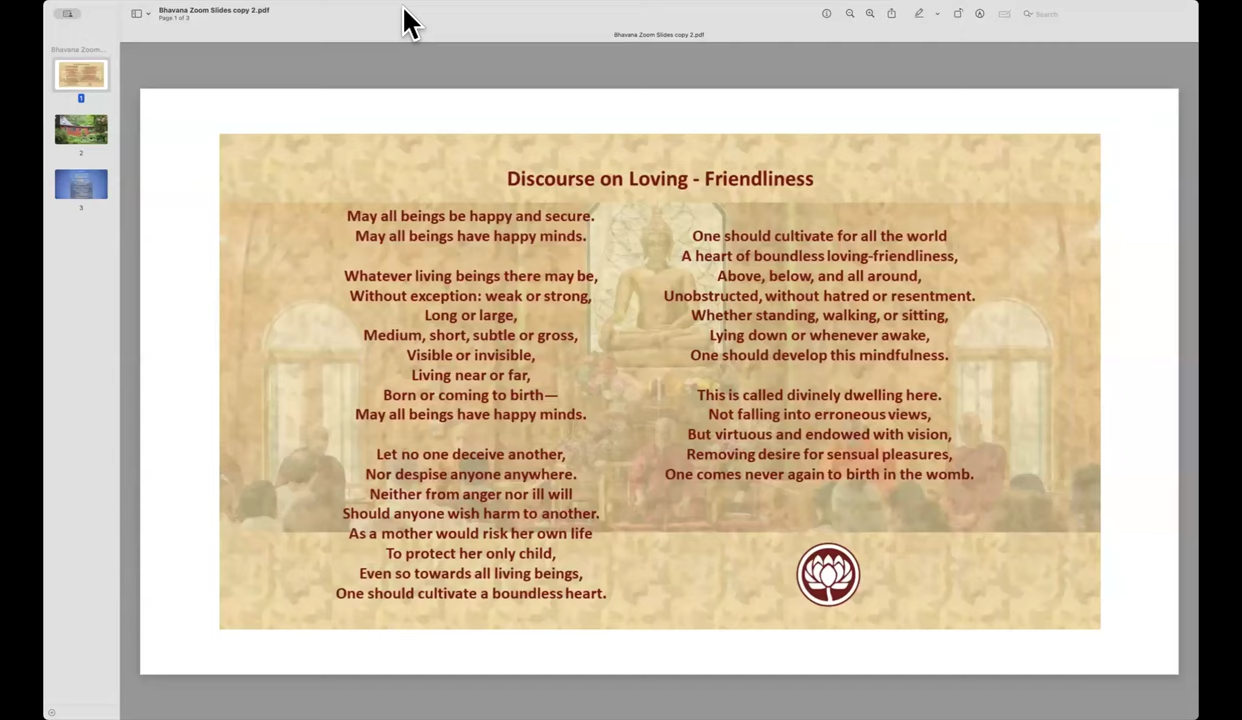 Bhavana Zoom Slides copy 2.pdf
Page 1 of 3
Search
Bhavana Zoom Slides copy 2.pdf
Bhavana Zoom...
1
2
3
Discourse on Loving - Friendliness
May all beings be happy and secure.
May all beings have happy minds.
Whatever living beings there may be,
Without exception: weak or strong,
Long or large,
Medium, short, subtle or gross,
Visible or invisible,
Living near or far,
Born or coming to birth—
May all beings have happy minds.
Let no one deceive another,
Nor despise anyone anywhere.
Neither from anger nor ill will
Should anyone wish harm to another.
As a mother would risk her own life
To protect her only child,
Even so towards all living beings,
One should cultivate a boundless heart.
One should cultivate for all the world
A heart of boundless loving-friendliness,
Above, below, and all around,
Unobstructed, without hatred or resentment.
Whether standing, walking, or sitting,
Lying down or whenever awake,
One should develop this mindfulness.
This is called divinely dwelling here.
Not falling into erroneous views,
But virtuous and endowed with vision,
Removing desire for sensual pleasures,
One comes never again to birth in the womb.